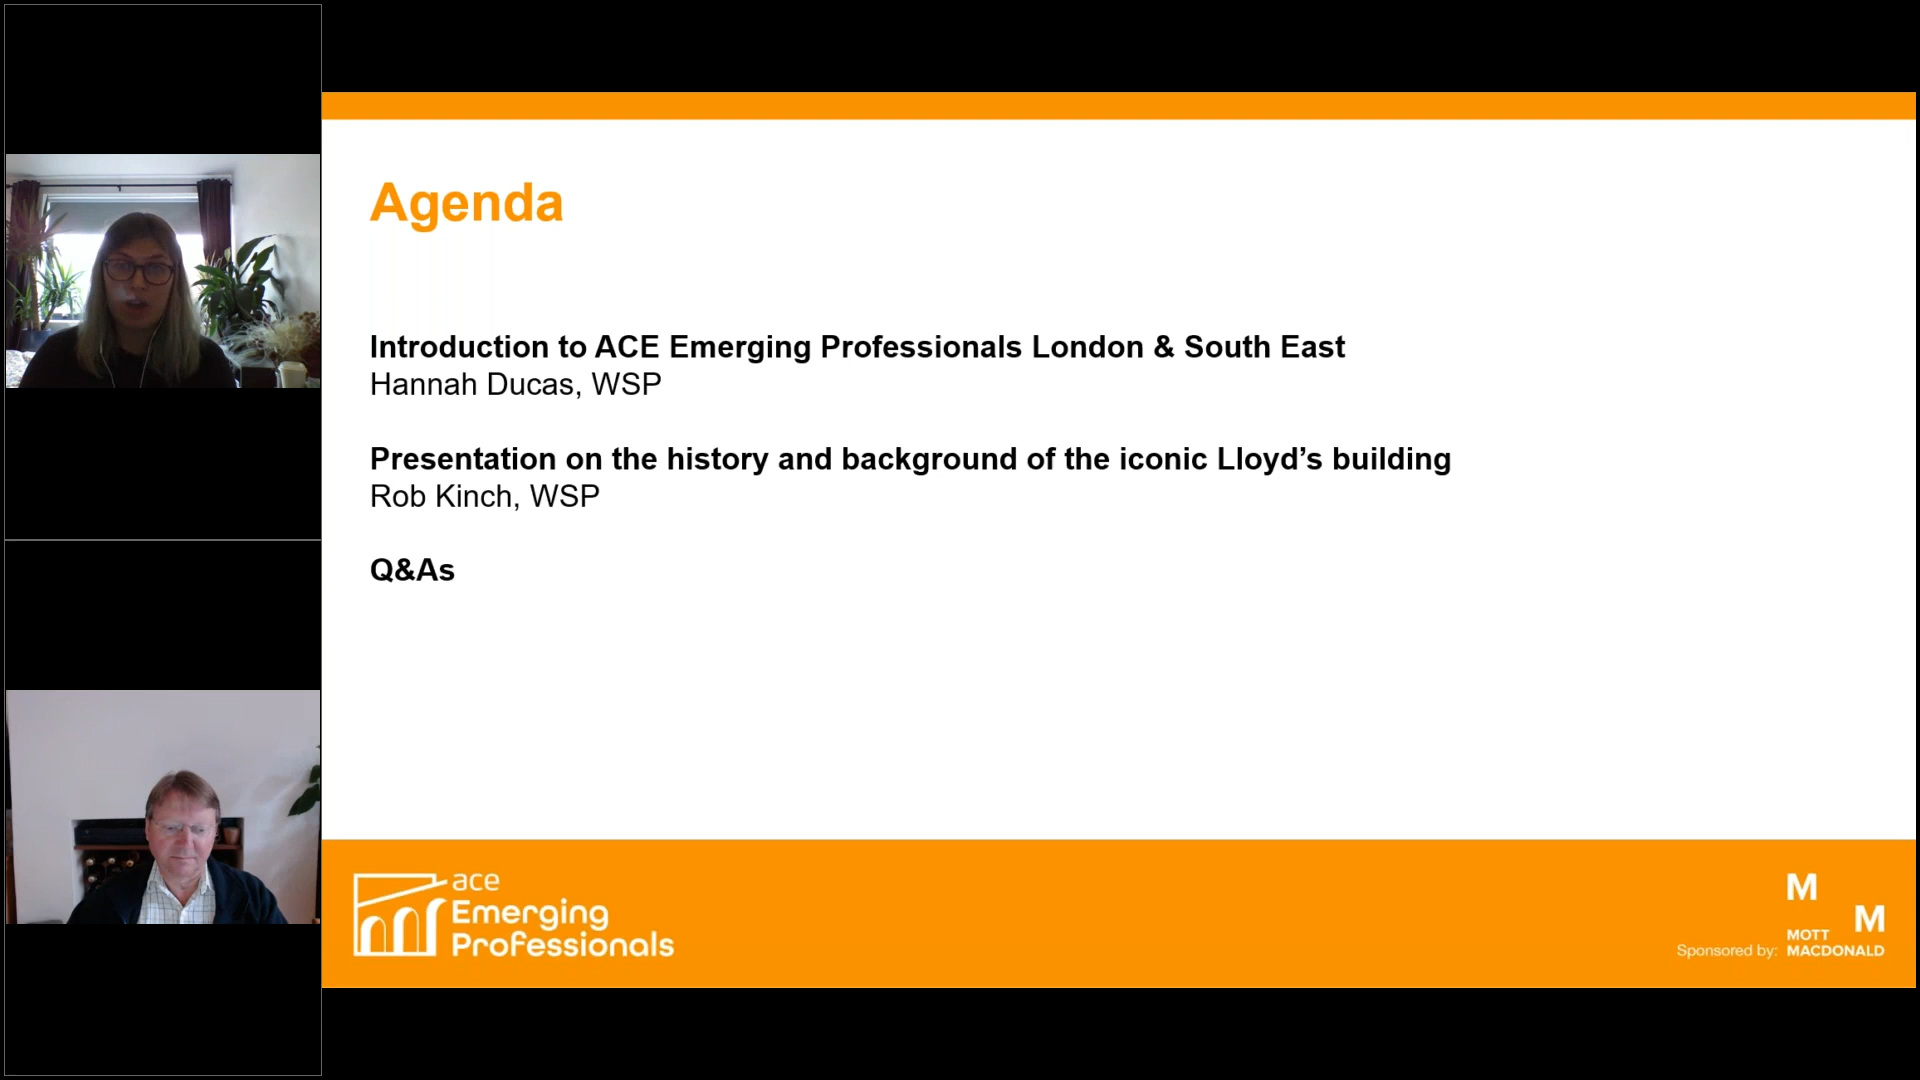 Agenda
Introduction to ACE Emerging Professionals London & South East
Hannah Ducas, WSP
Presentation on the history and background of the iconic Lloyd’s building
Rob Kinch, WSP
Q&As
ace
Emerging
Professionals
M
M
Sponsored by:
MOTT
MACDONALD